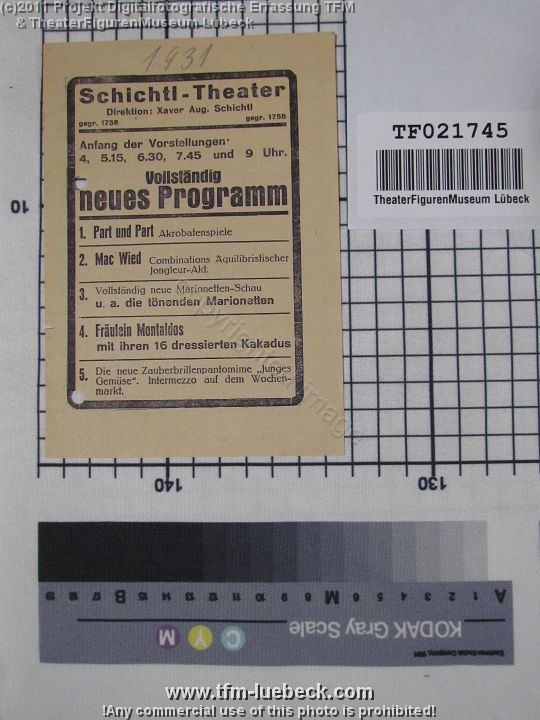 (c)2011 Projekt Digitalfotografische Erfassung TFM
& TheaterFigurenMuseum Lübeck
1931
Schichtl-Theater
Direktion: Xaver Aug. Schichtl
gegr. 1758 gegr. 1758
Anfang der Vorstellungen:
4, 5.15, 6.30, 7.45 und 9 Uhr.
Vollständig
neues Programm
1. Part und Part Akrobatenspiele
2. Mac Wied Combinations Äquilibristischer
Jongleur-Akt.
3. Vollständig neue Marionetten-Schau
u. a. die tönenden Marionetten
4. Fräulein Montaldos
mit ihren 16 dressierten Kakadus
5. Die neue Zauberbrillenpantomime „Junges
Gemüse". Intermezzo auf dem Wochen-
markt.
TF021745
TheaterFigurenMuseum Lübeck
10
140 130
copyrighted image
A 1 2 3 4 5 6 M 8 9 10 11 12 13 14 15 B 17 18 19
KODAK Gray Scale
C Y M
www.tfm-luebeck.com
!Any commercial use of this photo is prohibited!